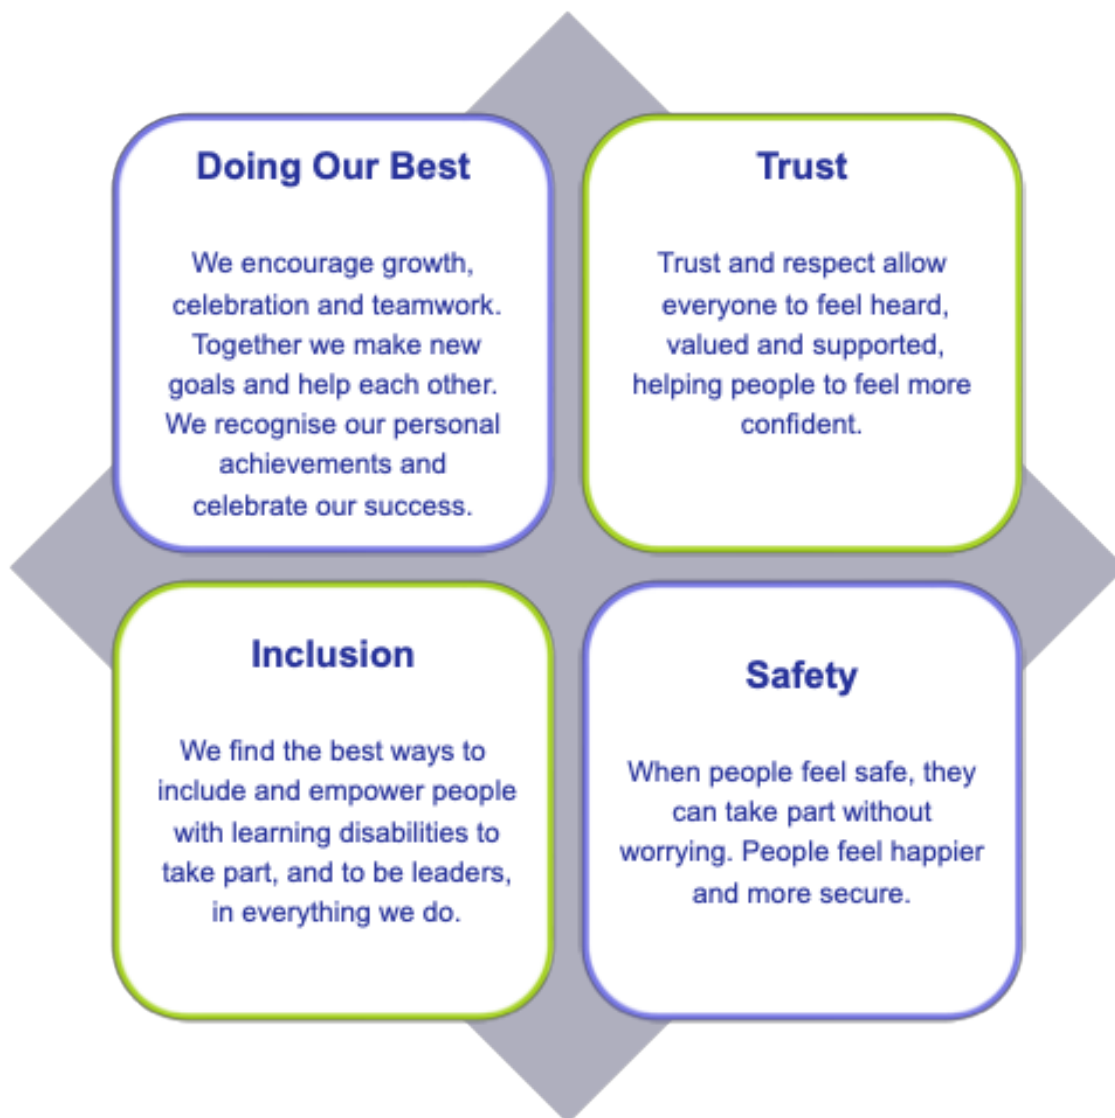 Doing Our Best
We encourage growth,
celebration and teamwork.
Together we make new
goals and help each other.
We recognise our personal
achievements and
celebrate our success.
Trust
Trust and respect allow
everyone to feel heard,
valued and supported,
helping people to feel more
confident.
Inclusion
We find the best ways to
include and empower people
with learning disabilities to
take part, and to be leaders,
in everything we do.
Safety
When people feel safe, they
can take part without
worrying. People feel happier
and more secure.